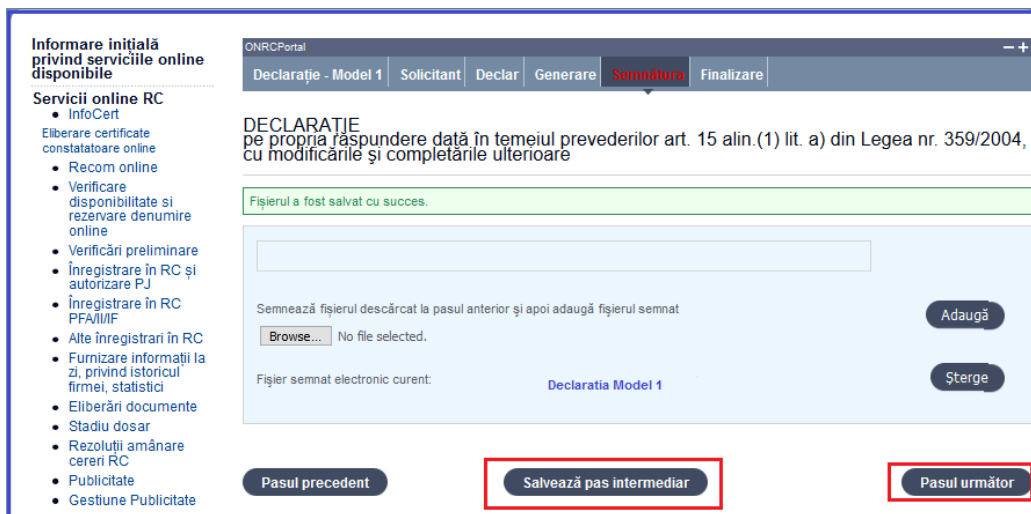 Informare inițială
privind serviciile online
disponibile
Servicii online RC
InfoCert
Eliberare certificate
constatatoare online
Recom online
Verificare
disponibilitate si
rezervare denumire
online
Verificări preliminare
Înregistrare în RC și
autorizare PJ
Înregistrare în RC
PFA/II/IF
Alte înregistrari în RC
Furnizare informații la
zi, privind istoricul
firmei, statistici
Eliberări documente
Stadiu dosar
Rezoluții amânare
cereri RC
Publicitate
Gestiune Publicitate
ONRCPortal
Declarație - Model 1 Solicitant Declar Generare Semnătura Finalizare
DECLARAŢIE
pe propria răspundere dată în temeiul prevederilor art. 15 alin.(1) lit. a) din Legea nr. 359/2004,
cu modificările şi completările ulterioare
Fișierul a fost salvat cu succes.
Semnează fișierul descărcat la pasul anterior şi apoi adaugă fişierul semnat
Adaugă
Browse... No file selected.
Fişier semnat electronic curent: Declaratia Model 1 Şterge
Pasul precedent Salvează pas intermediar Pasul următor